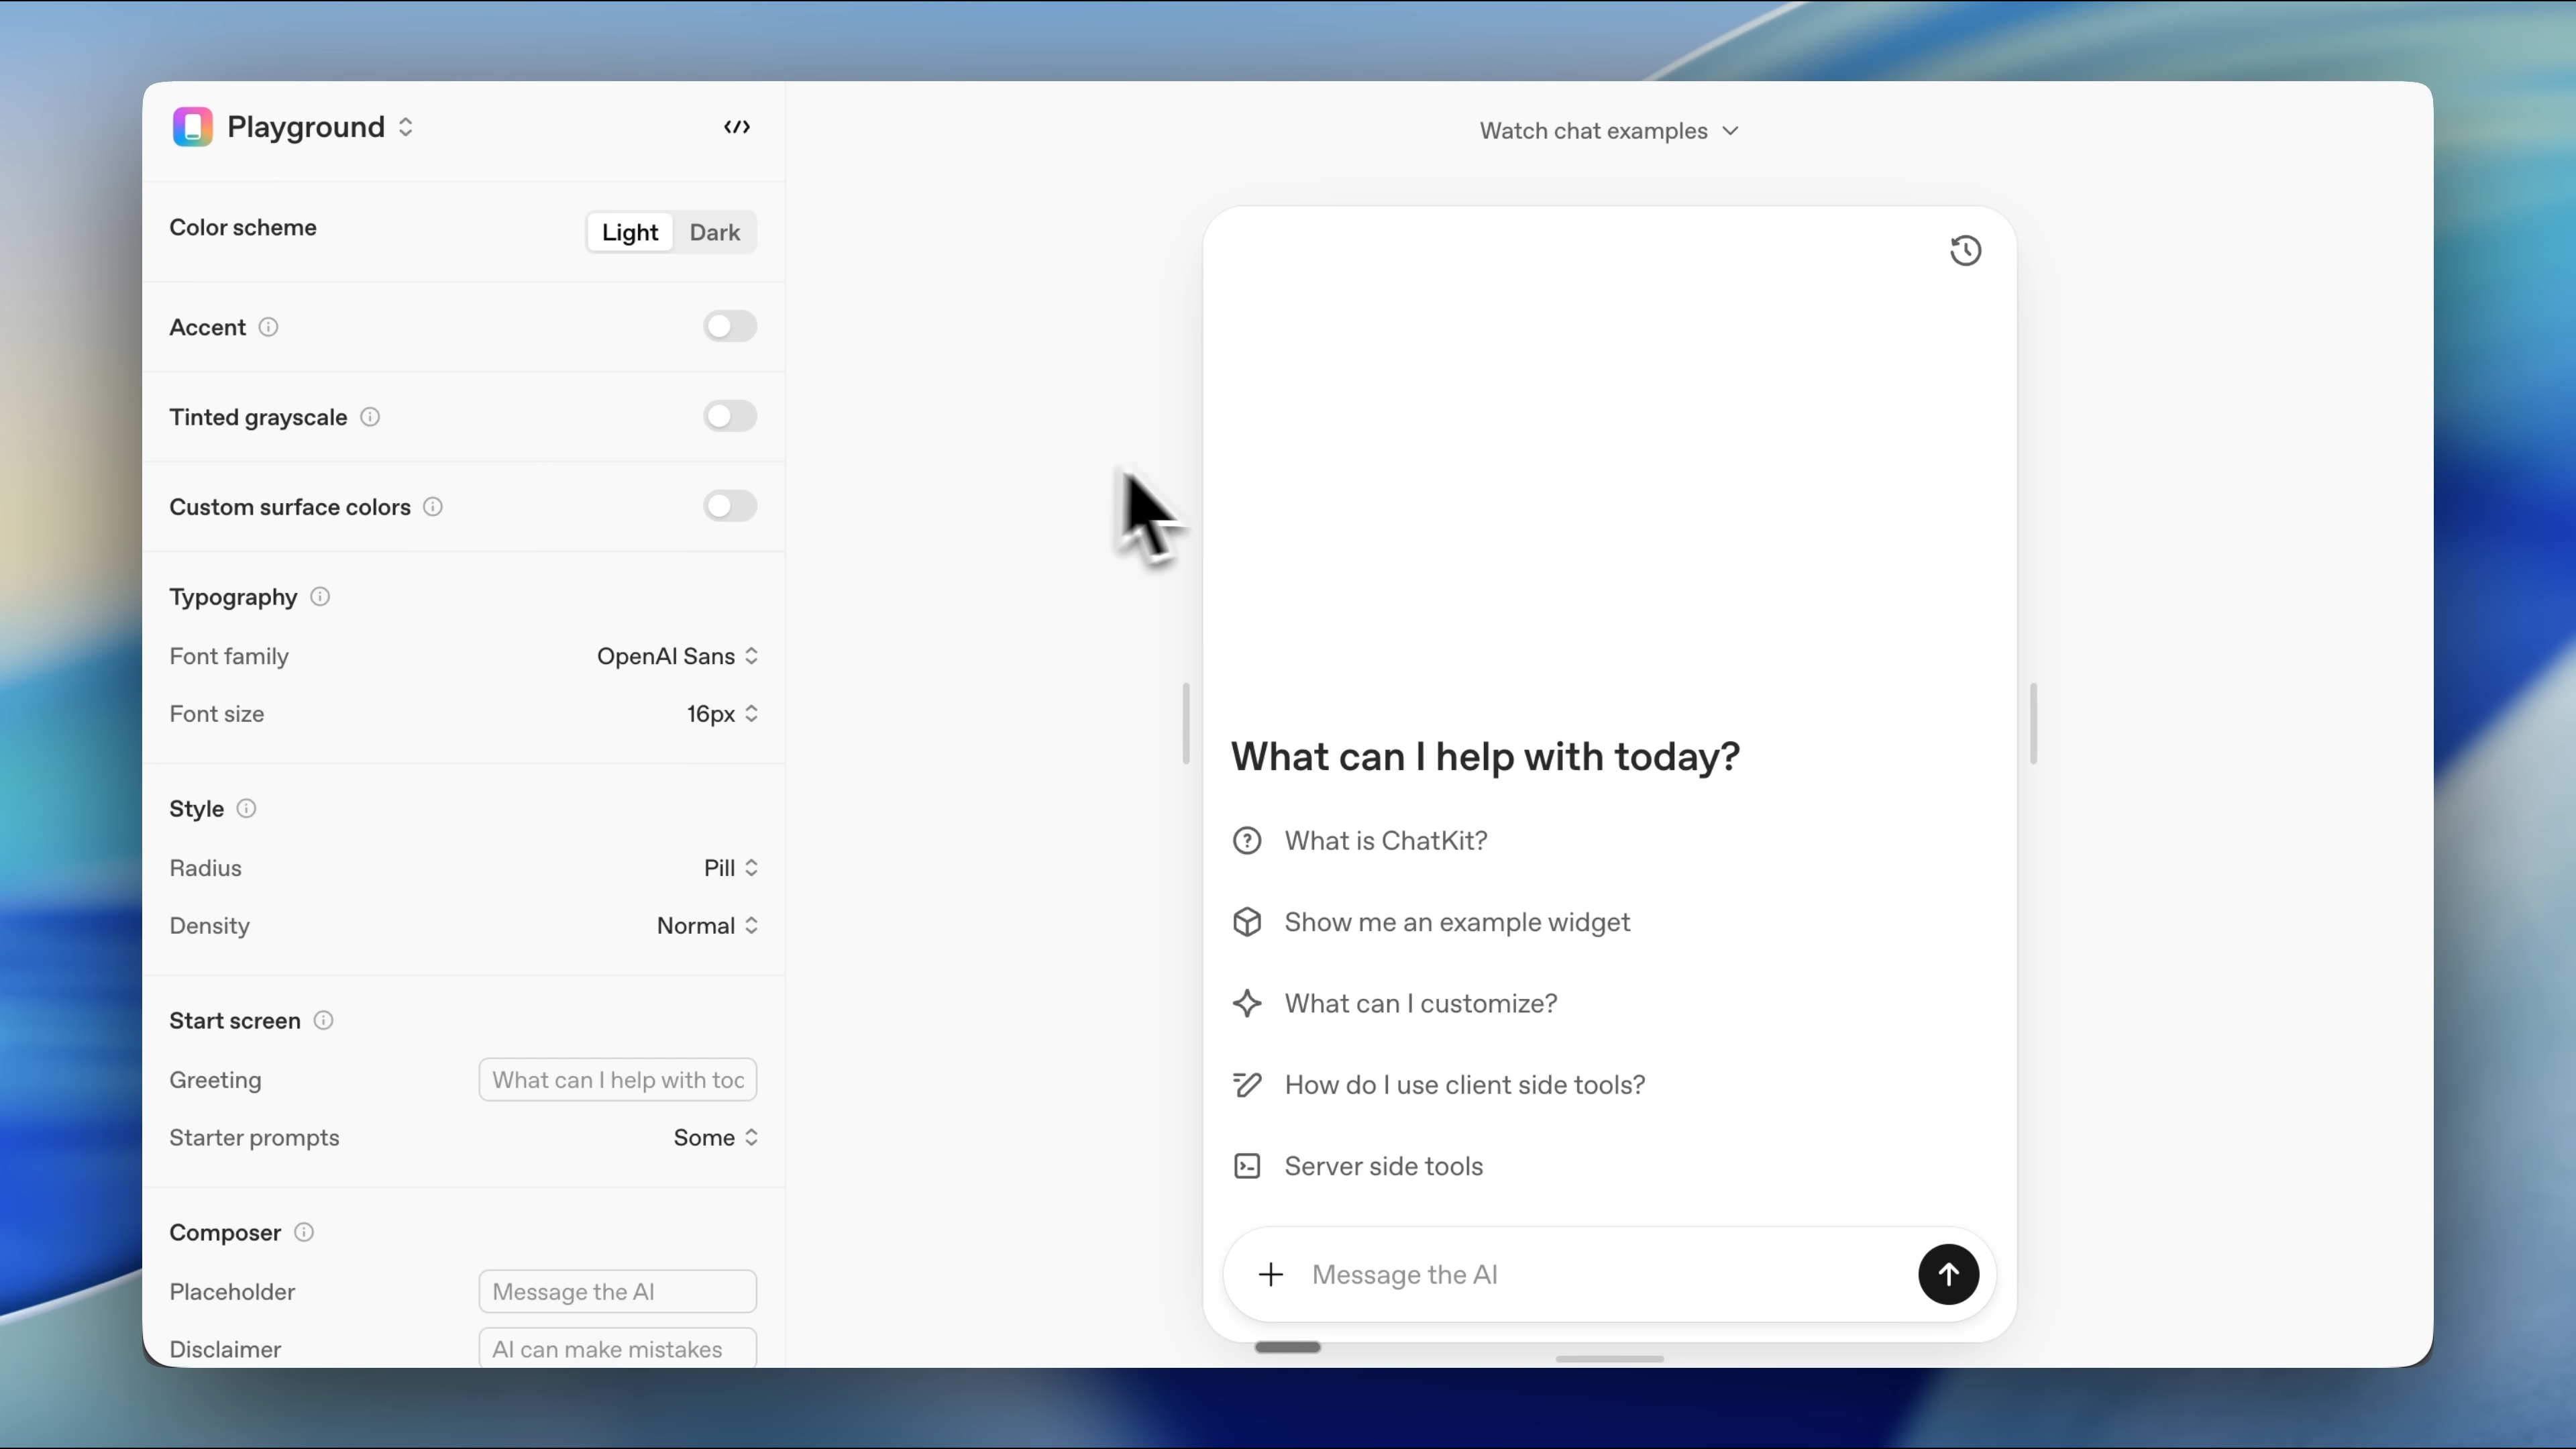 Playground
Color scheme
Light
Dark
Accent
Tinted grayscale
Custom surface colors
Typography
Font family
OpenAI Sans
Font size
16px
Style
Radius
Pill
Density
Normal
Start screen
Greeting
What can I help with toc
Starter prompts
Some
Composer
Placeholder
Message the AI
Disclaimer
AI can make mistakes
Watch chat examples
What can I help with today?
What is ChatKit?
Show me an example widget
What can I customize?
How do I use client side tools?
Server side tools
Message the AI